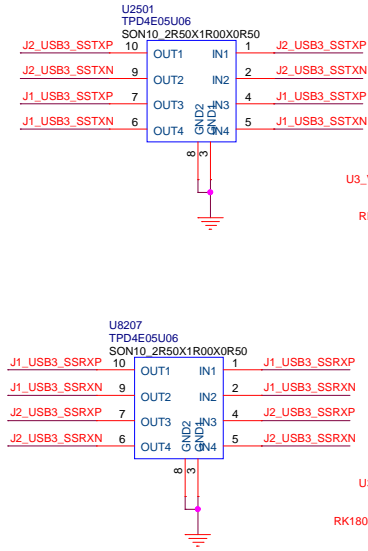 U2501
TPD4E05U06
SON10_2R50X1R00X0R50
J2_USB3_SSTXP 10 OUT1 IN1 1 J2_USB3_SSTXP
J2_USB3_SSTXN 9 OUT2 IN2 2 J2_USB3_SSTXN
J1_USB3_SSTXP 7 OUT3 IN3 4 J1_USB3_SSTXP
J1_USB3_SSTXN 6 OUT4 IN4 5 J1_USB3_SSTXN
GND2 GND1
8 3
U3_
U8207
TPD4E05U06
SON10_2R50X1R00X0R50
J1_USB3_SSRXP 10 OUT1 IN1 1 J1_USB3_SSRXP
J1_USB3_SSRXN 9 OUT2 IN2 2 J1_USB3_SSRXN
J2_USB3_SSRXP 7 OUT3 IN3 4 J2_USB3_SSRXP
J2_USB3_SSRXN 6 OUT4 IN4 5 J2_USB3_SSRXN
GND2 GND1
8 3
RK180